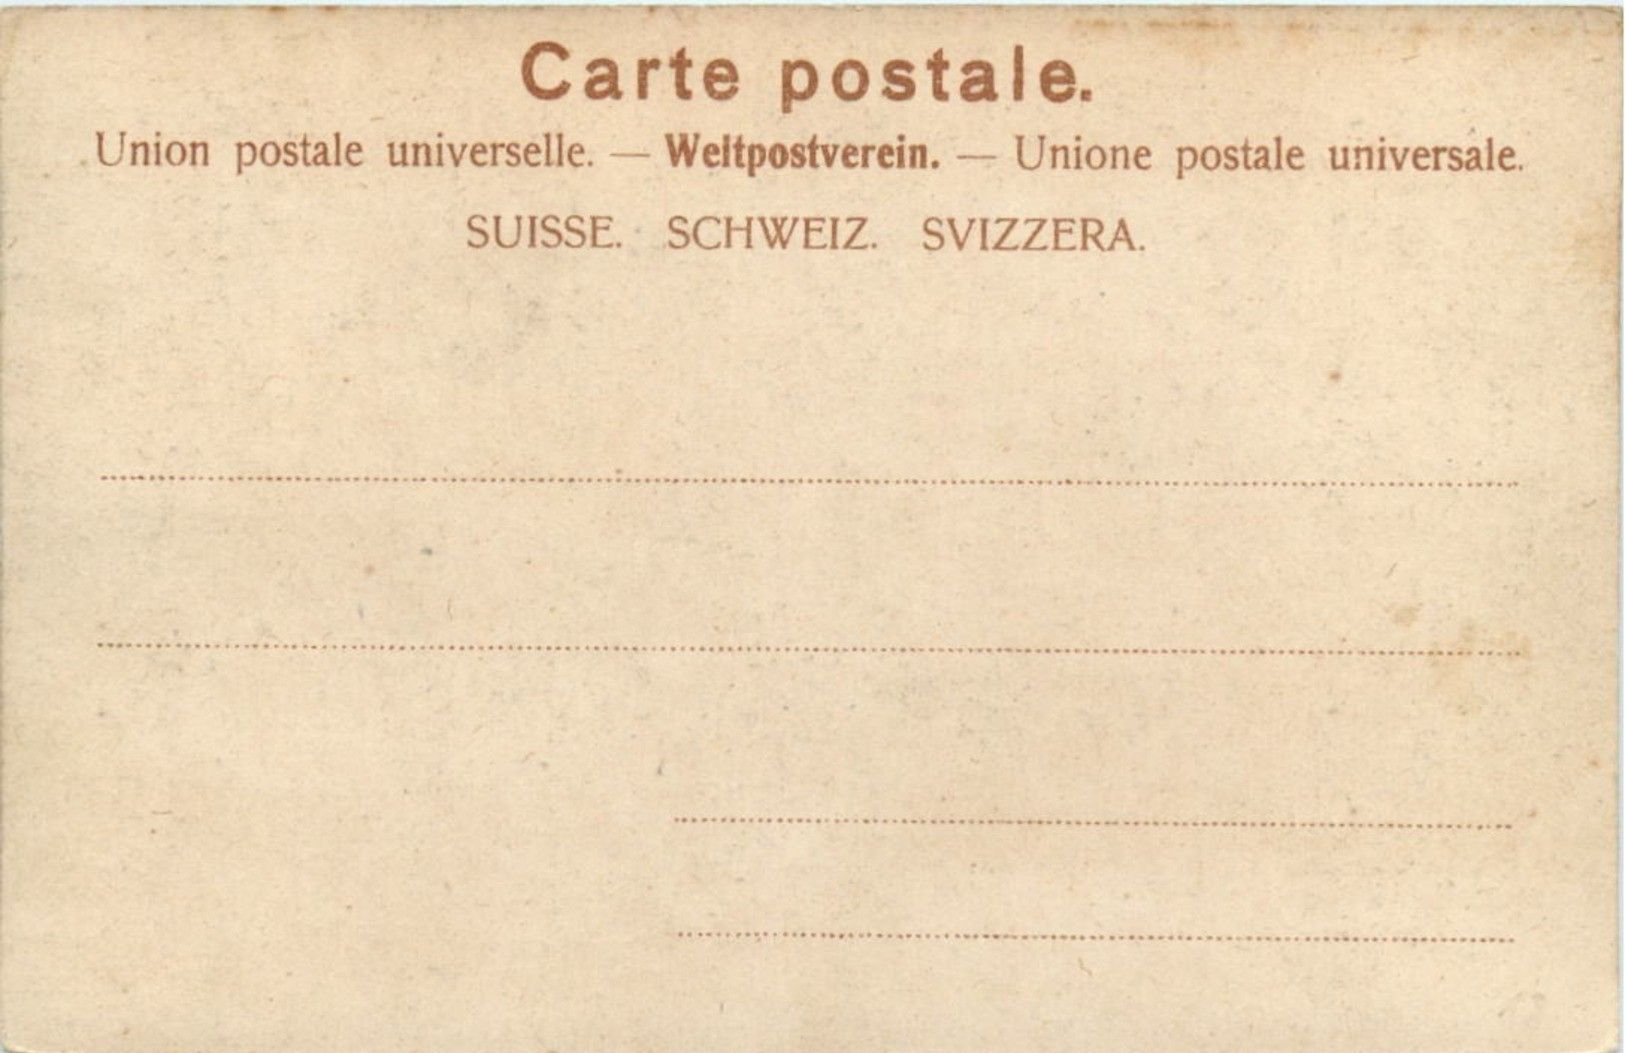 Carte postale.
Union postale universelle. — Weltpostverein. — Unione postale universale.
SUISSE. SCHWEIZ. SVIZZERA.